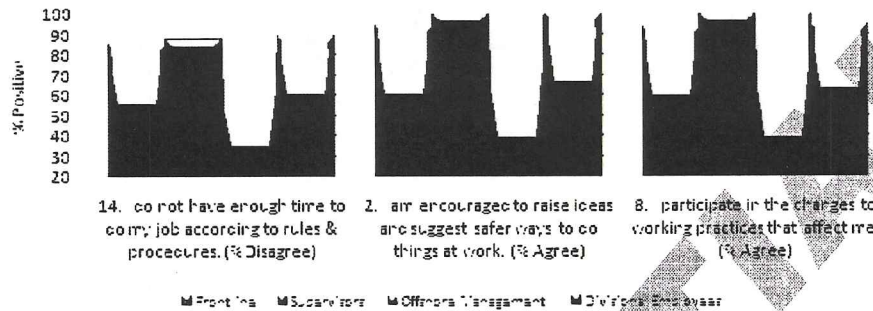 100
90
80
70
60
50
40
30
20
% Positive
14. do not have enough time to
do my job according to rules &
procedures. (% Disagree)
2. am encouraged to raise ideas
and suggest safer ways to do
things at work. (% Agree)
8. participate in the changes to
working practices that affect me
(% Agree)
Front line Supervisors Offshore Management Divisional Employees